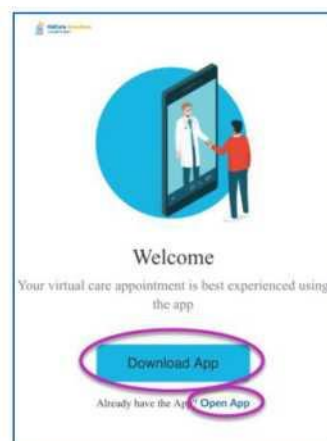 Welcome
Your virtual care appointment is best experienced using
the app
Download App
Already have the App? Open App